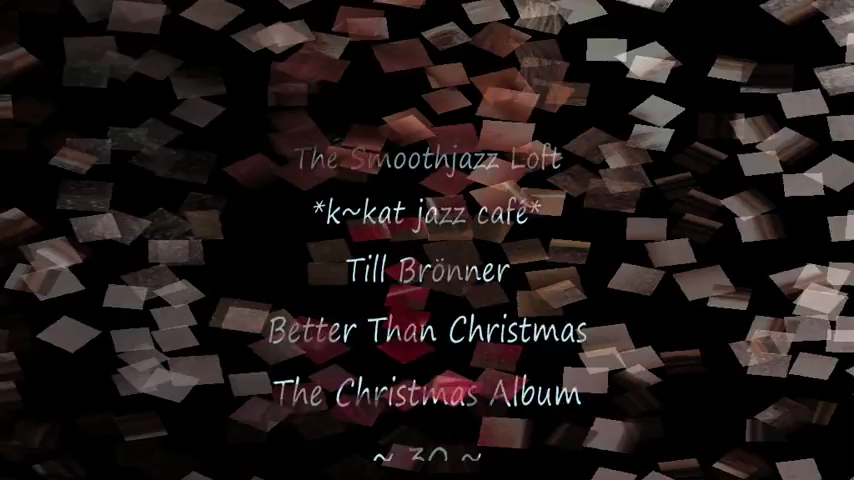 The Smoothjazz Loft
*k~kat jazz café*
Till Brönner
Better Than Christmas
The Christmas Album